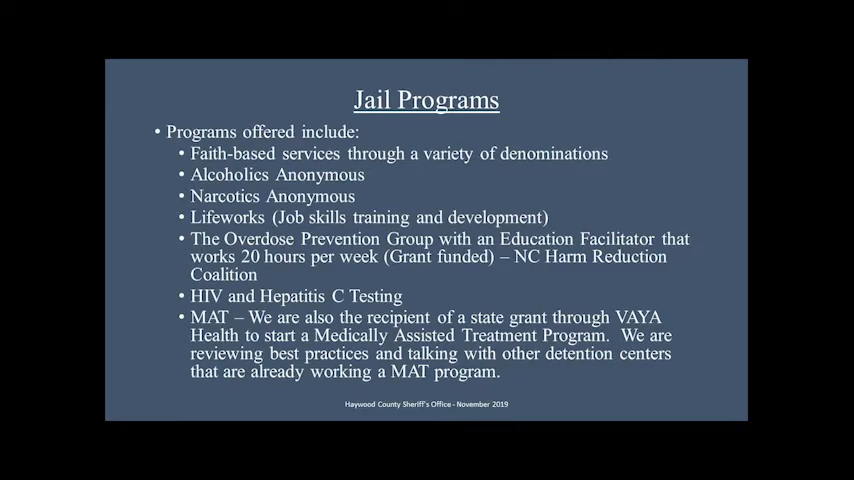 Jail Programs
• Programs offered include:
• Faith-based services through a variety of denominations
• Alcoholics Anonymous
• Narcotics Anonymous
• Lifeworks (Job skills training and development)
• The Overdose Prevention Group with an Education Facilitator that
works 20 hours per week (Grant funded) – NC Harm Reduction
Coalition
• HIV and Hepatitis C Testing
• MAT – We are also the recipient of a state grant through VAYA
Health to start a Medically Assisted Treatment Program.  We are
reviewing best practices and talking with other detention centers
that are already working a MAT program.
Haywood County Sheriff's Office - November 2019